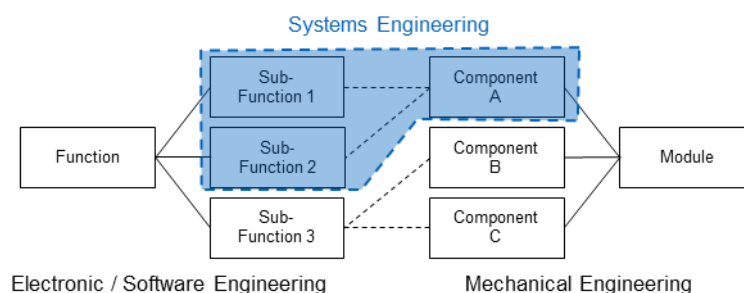 Systems Engineering
Sub-
Function 1
Component
A
Function
Sub-
Function 2
Component
B
Module
Sub-
Function 3
Component
C
Electronic / Software Engineering
Mechanical Engineering